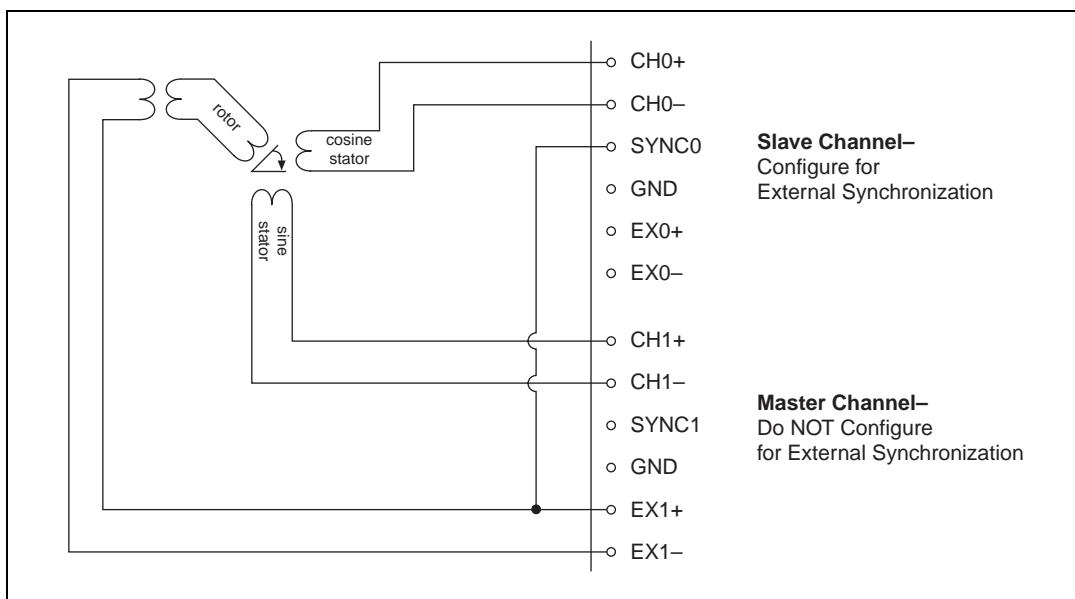 CH0+
CH0–
SYNC0
GND
EX0+
EX0–
CH1+
CH1–
SYNC1
GND
EX1+
EX1–
rotor
cosine
stator
sine
stator
Slave Channel–
Configure for
External Synchronization
Master Channel–
Do NOT Configure
for External Synchronization